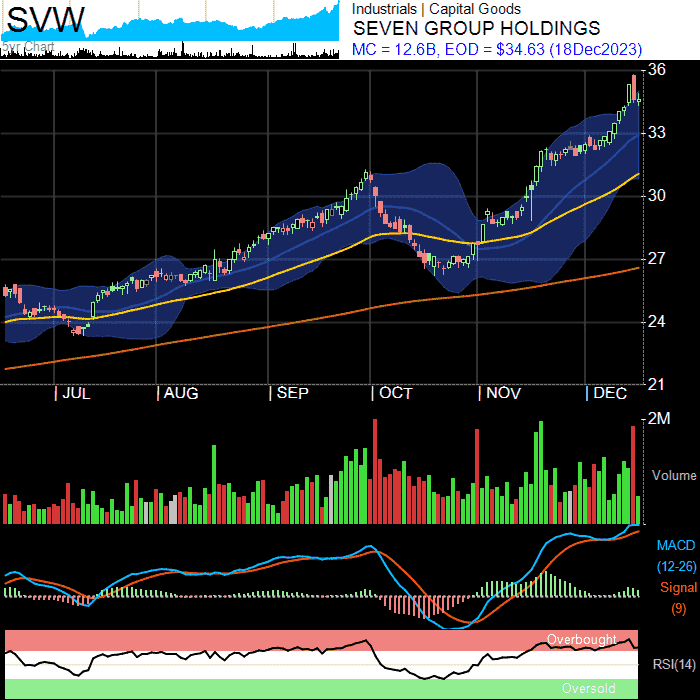 SVW
5yr Chart
Industrials | Capital Goods
SEVEN GROUP HOLDINGS
MC = 12.6B, EOD = $34.63 (18Dec2023)
36
33
30
27
24
21
JUL AUG SEP OCT NOV DEC
2M
Volume
MACD
(12-26)
Signal
(9)
Overbought
RSI(14)
Oversold